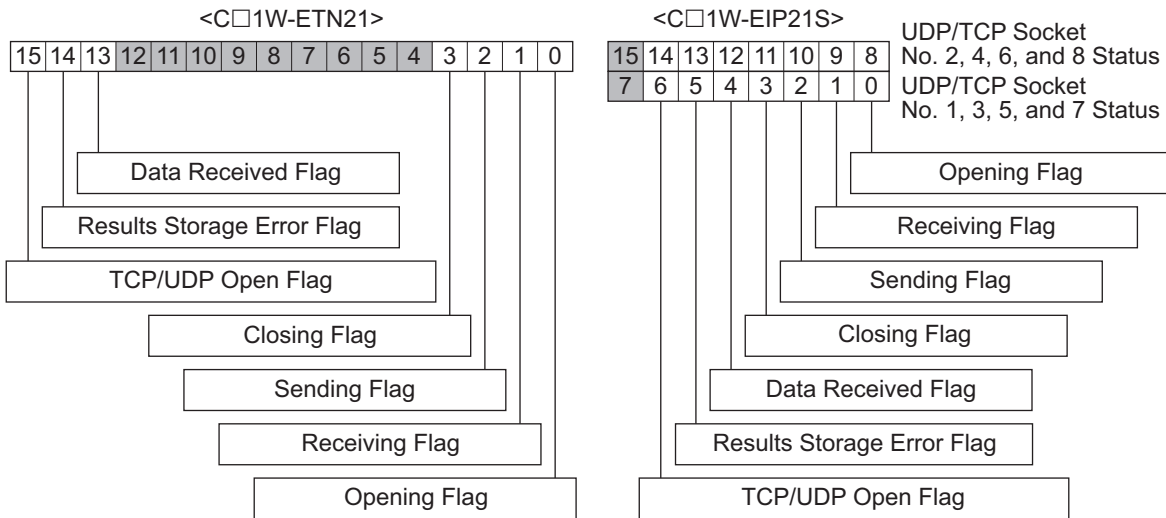 <C□1W-ETN21>
15 14 13 12 11 10 9 8 7 6 5 4 3 2 1 0
Data Received Flag
Results Storage Error Flag
TCP/UDP Open Flag
Closing Flag
Sending Flag
Receiving Flag
Opening Flag
<C□1W-EIP21S>
15 14 13 12 11 10 9 8
UDP/TCP Socket
No. 2, 4, 6, and 8 Status
7 6 5 4 3 2 1 0
UDP/TCP Socket
No. 1, 3, 5, and 7 Status
Opening Flag
Receiving Flag
Sending Flag
Closing Flag
Data Received Flag
Results Storage Error Flag
TCP/UDP Open Flag